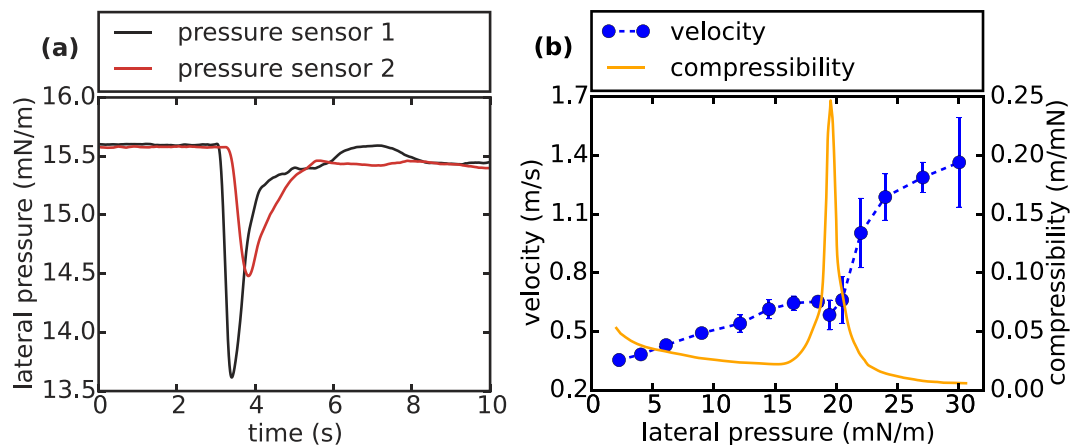 (a)
pressure sensor 1
pressure sensor 2
16.0
15.5
15.0
14.5
14.0
13.5
lateral pressure (mN/m)
0 2 4 6 8 10
time (s)
(b)
velocity
compressibility
1.7
1.4
1.1
0.8
0.5
0.2
velocity (m/s)
0.25
0.20
0.15
0.10
0.05
0.00
compressibility (m/mN)
0 5 10 15 20 25 30
lateral pressure (mN/m)